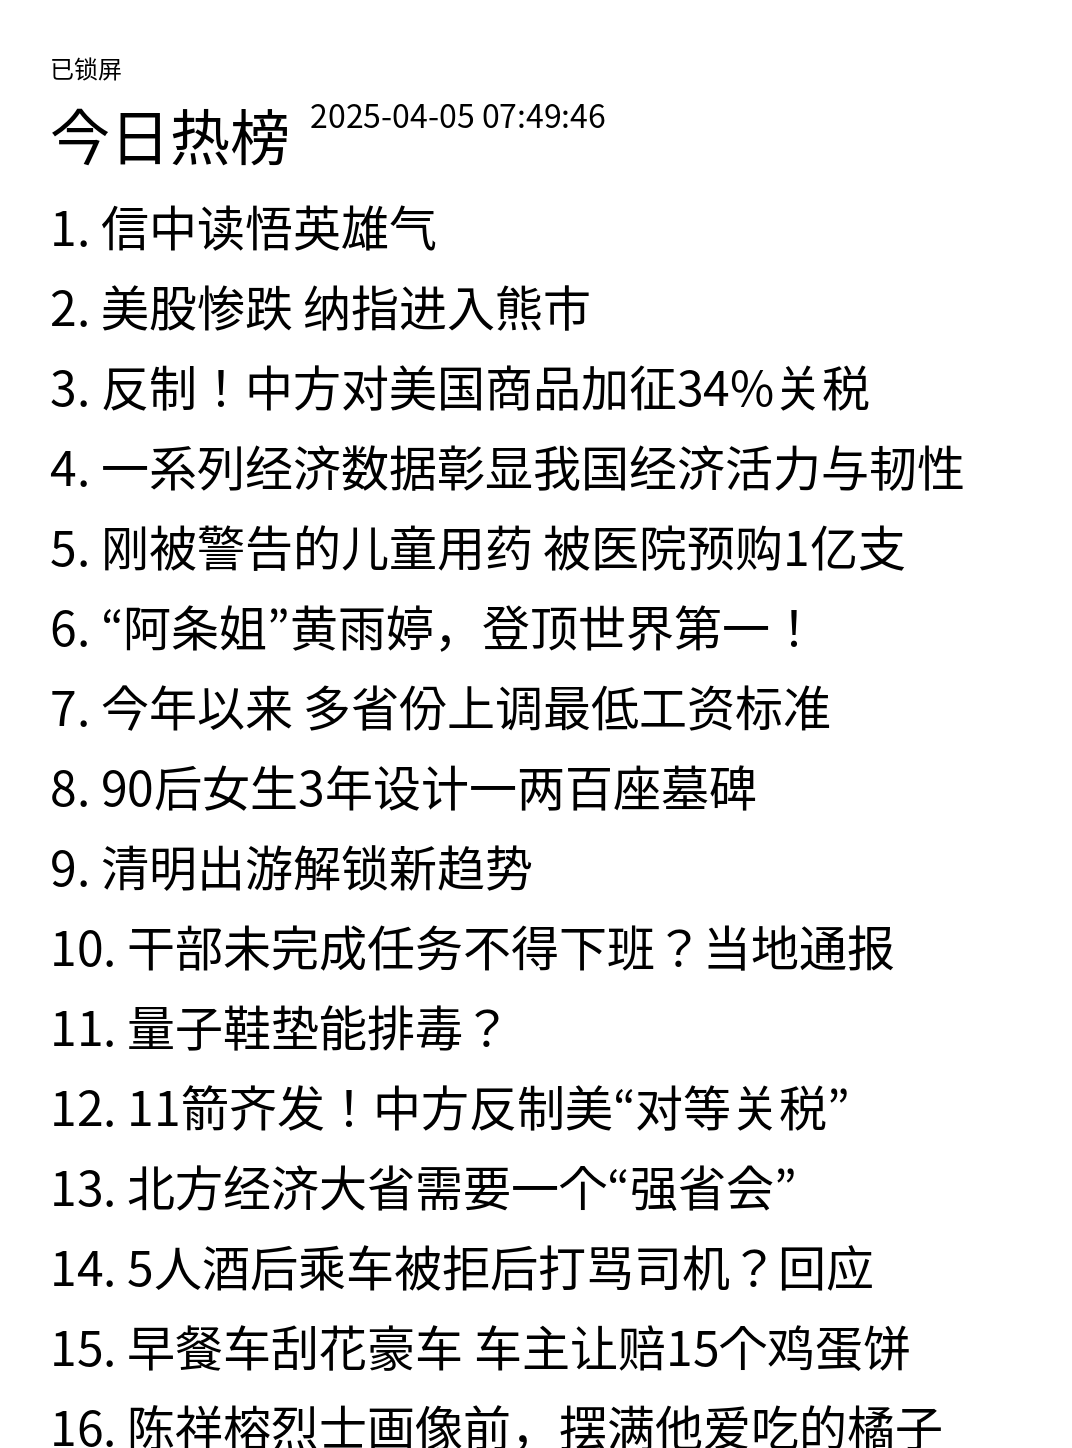 已锁屏
今日热榜 2025-04-05 07:49:46
1. 信中读悟英雄气
2. 美股惨跌 纳指进入熊市
3. 反制！中方对美国商品加征34%关税
4. 一系列经济数据彰显我国经济活力与韧性
5. 刚被警告的儿童用药 被医院预购1亿支
6. “阿条姐”黄雨婷，登顶世界第一！
7. 今年以来 多省份上调最低工资标准
8. 90后女生3年设计一两百座墓碑
9. 清明出游解锁新趋势
10. 干部未完成任务不得下班？当地通报
11. 量子鞋垫能排毒？
12. 11箭齐发！中方反制美“对等关税”
13. 北方经济大省需要一个“强省会”
14. 5人酒后乘车被拒后打骂司机？回应
15. 早餐车刮花豪车 车主让赔15个鸡蛋饼
16. 陈祥榕烈士画像前，摆满他爱吃的橘子